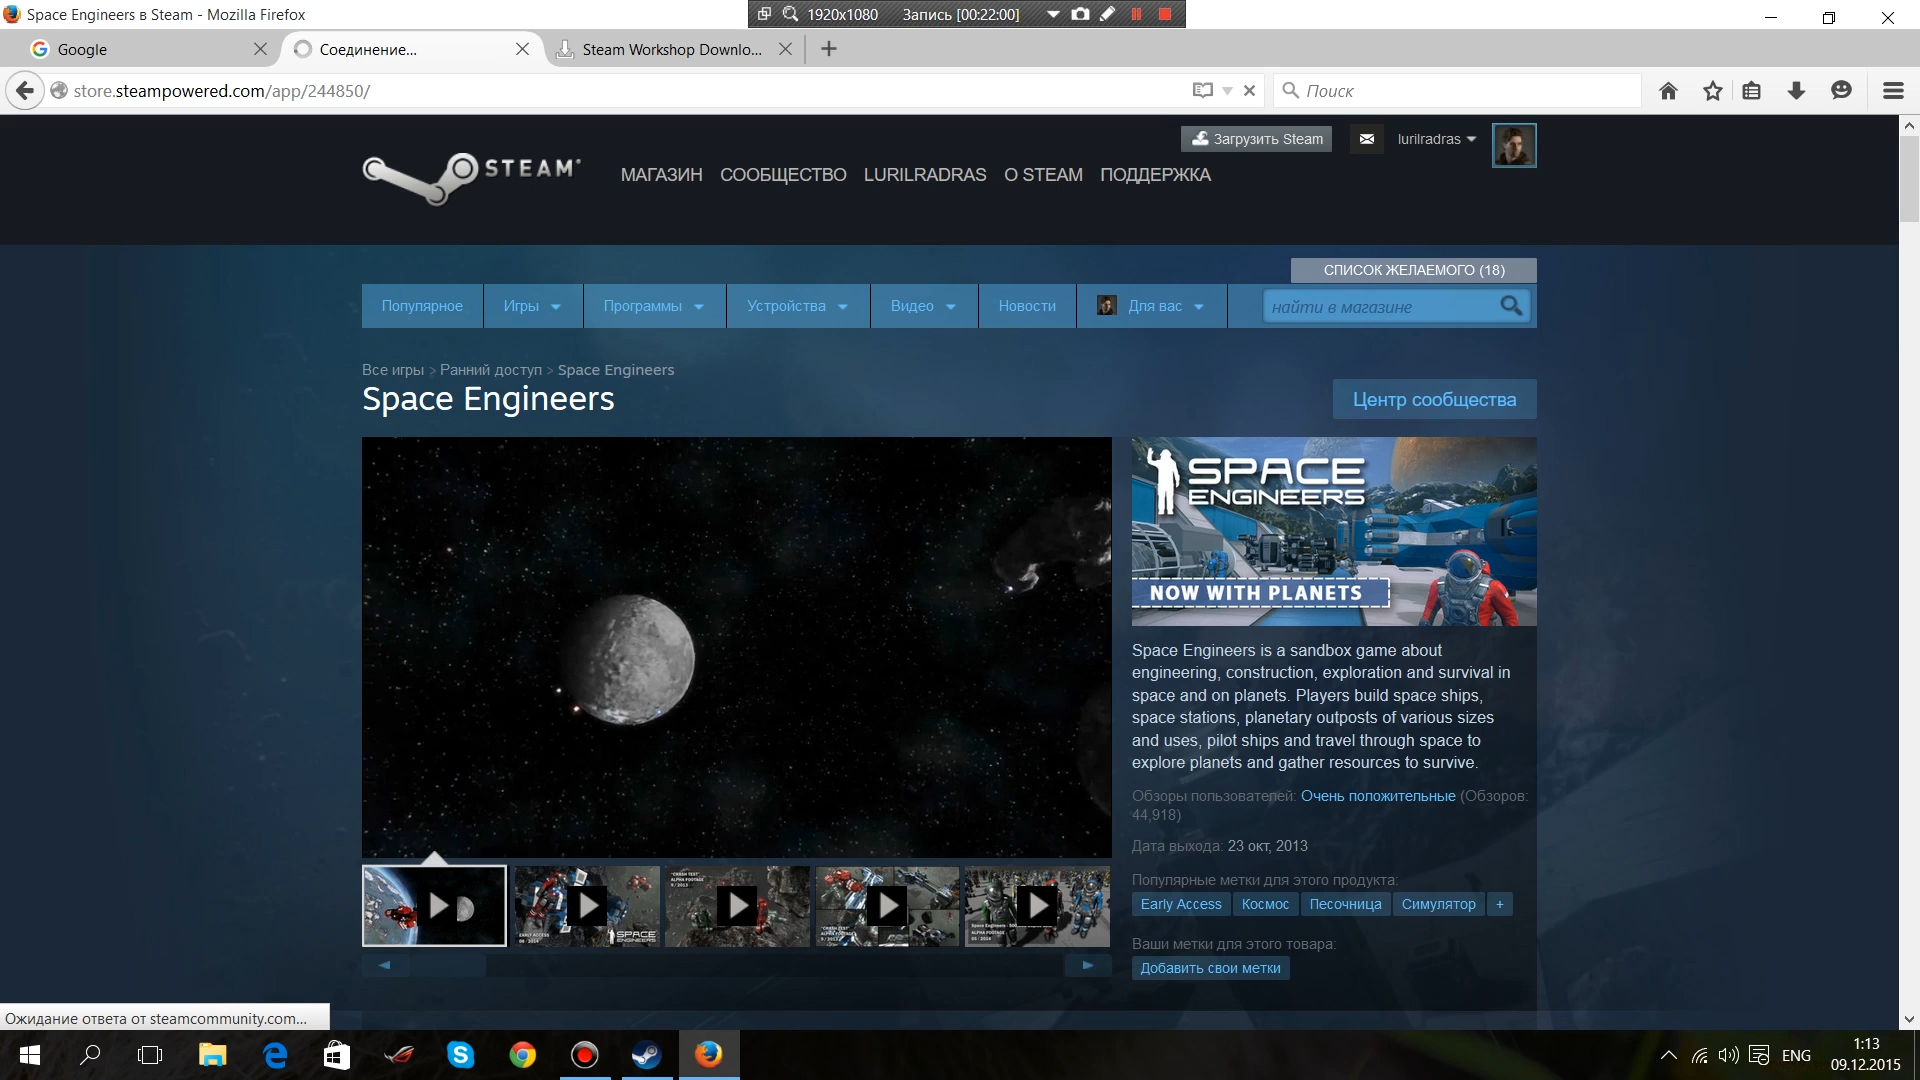 Space Engineers в Steam - Mozilla Firefox
1920x1080 Запись [00:22:00]
Google
Соединение...
Steam Workshop Downlo...
store.steampowered.com/app/244850/
Поиск
Загрузить Steam
lurilradras
STEAM
МАГАЗИН СООБЩЕСТВО LURILRADRAS О STEAM ПОДДЕРЖКА
СПИСОК ЖЕЛАЕМОГО (18)
Популярное Игры Программы Устройства Видео Новости Для вас
найти в магазине
Все игры > Ранний доступ > Space Engineers
Space Engineers
Центр сообщества
SPACE
ENGINEERS
NOW WITH PLANETS
Space Engineers is a sandbox game about
engineering, construction, exploration and survival in
space and on planets. Players build space ships,
space stations, planetary outposts of various sizes
and uses, pilot ships and travel through space to
explore planets and gather resources to survive.
Обзоры пользователей: Очень положительные (Обзоров:
44,918)
Дата выхода: 23 окт, 2013
Популярные метки для этого продукта:
Early Access Космос Песочница Симулятор +
Ваши метки для этого товара:
Добавить свои метки
SPACE
ENGINEERS
Ожидание ответа от steamcommunity.com...
ENG
1:13
09.12.2015